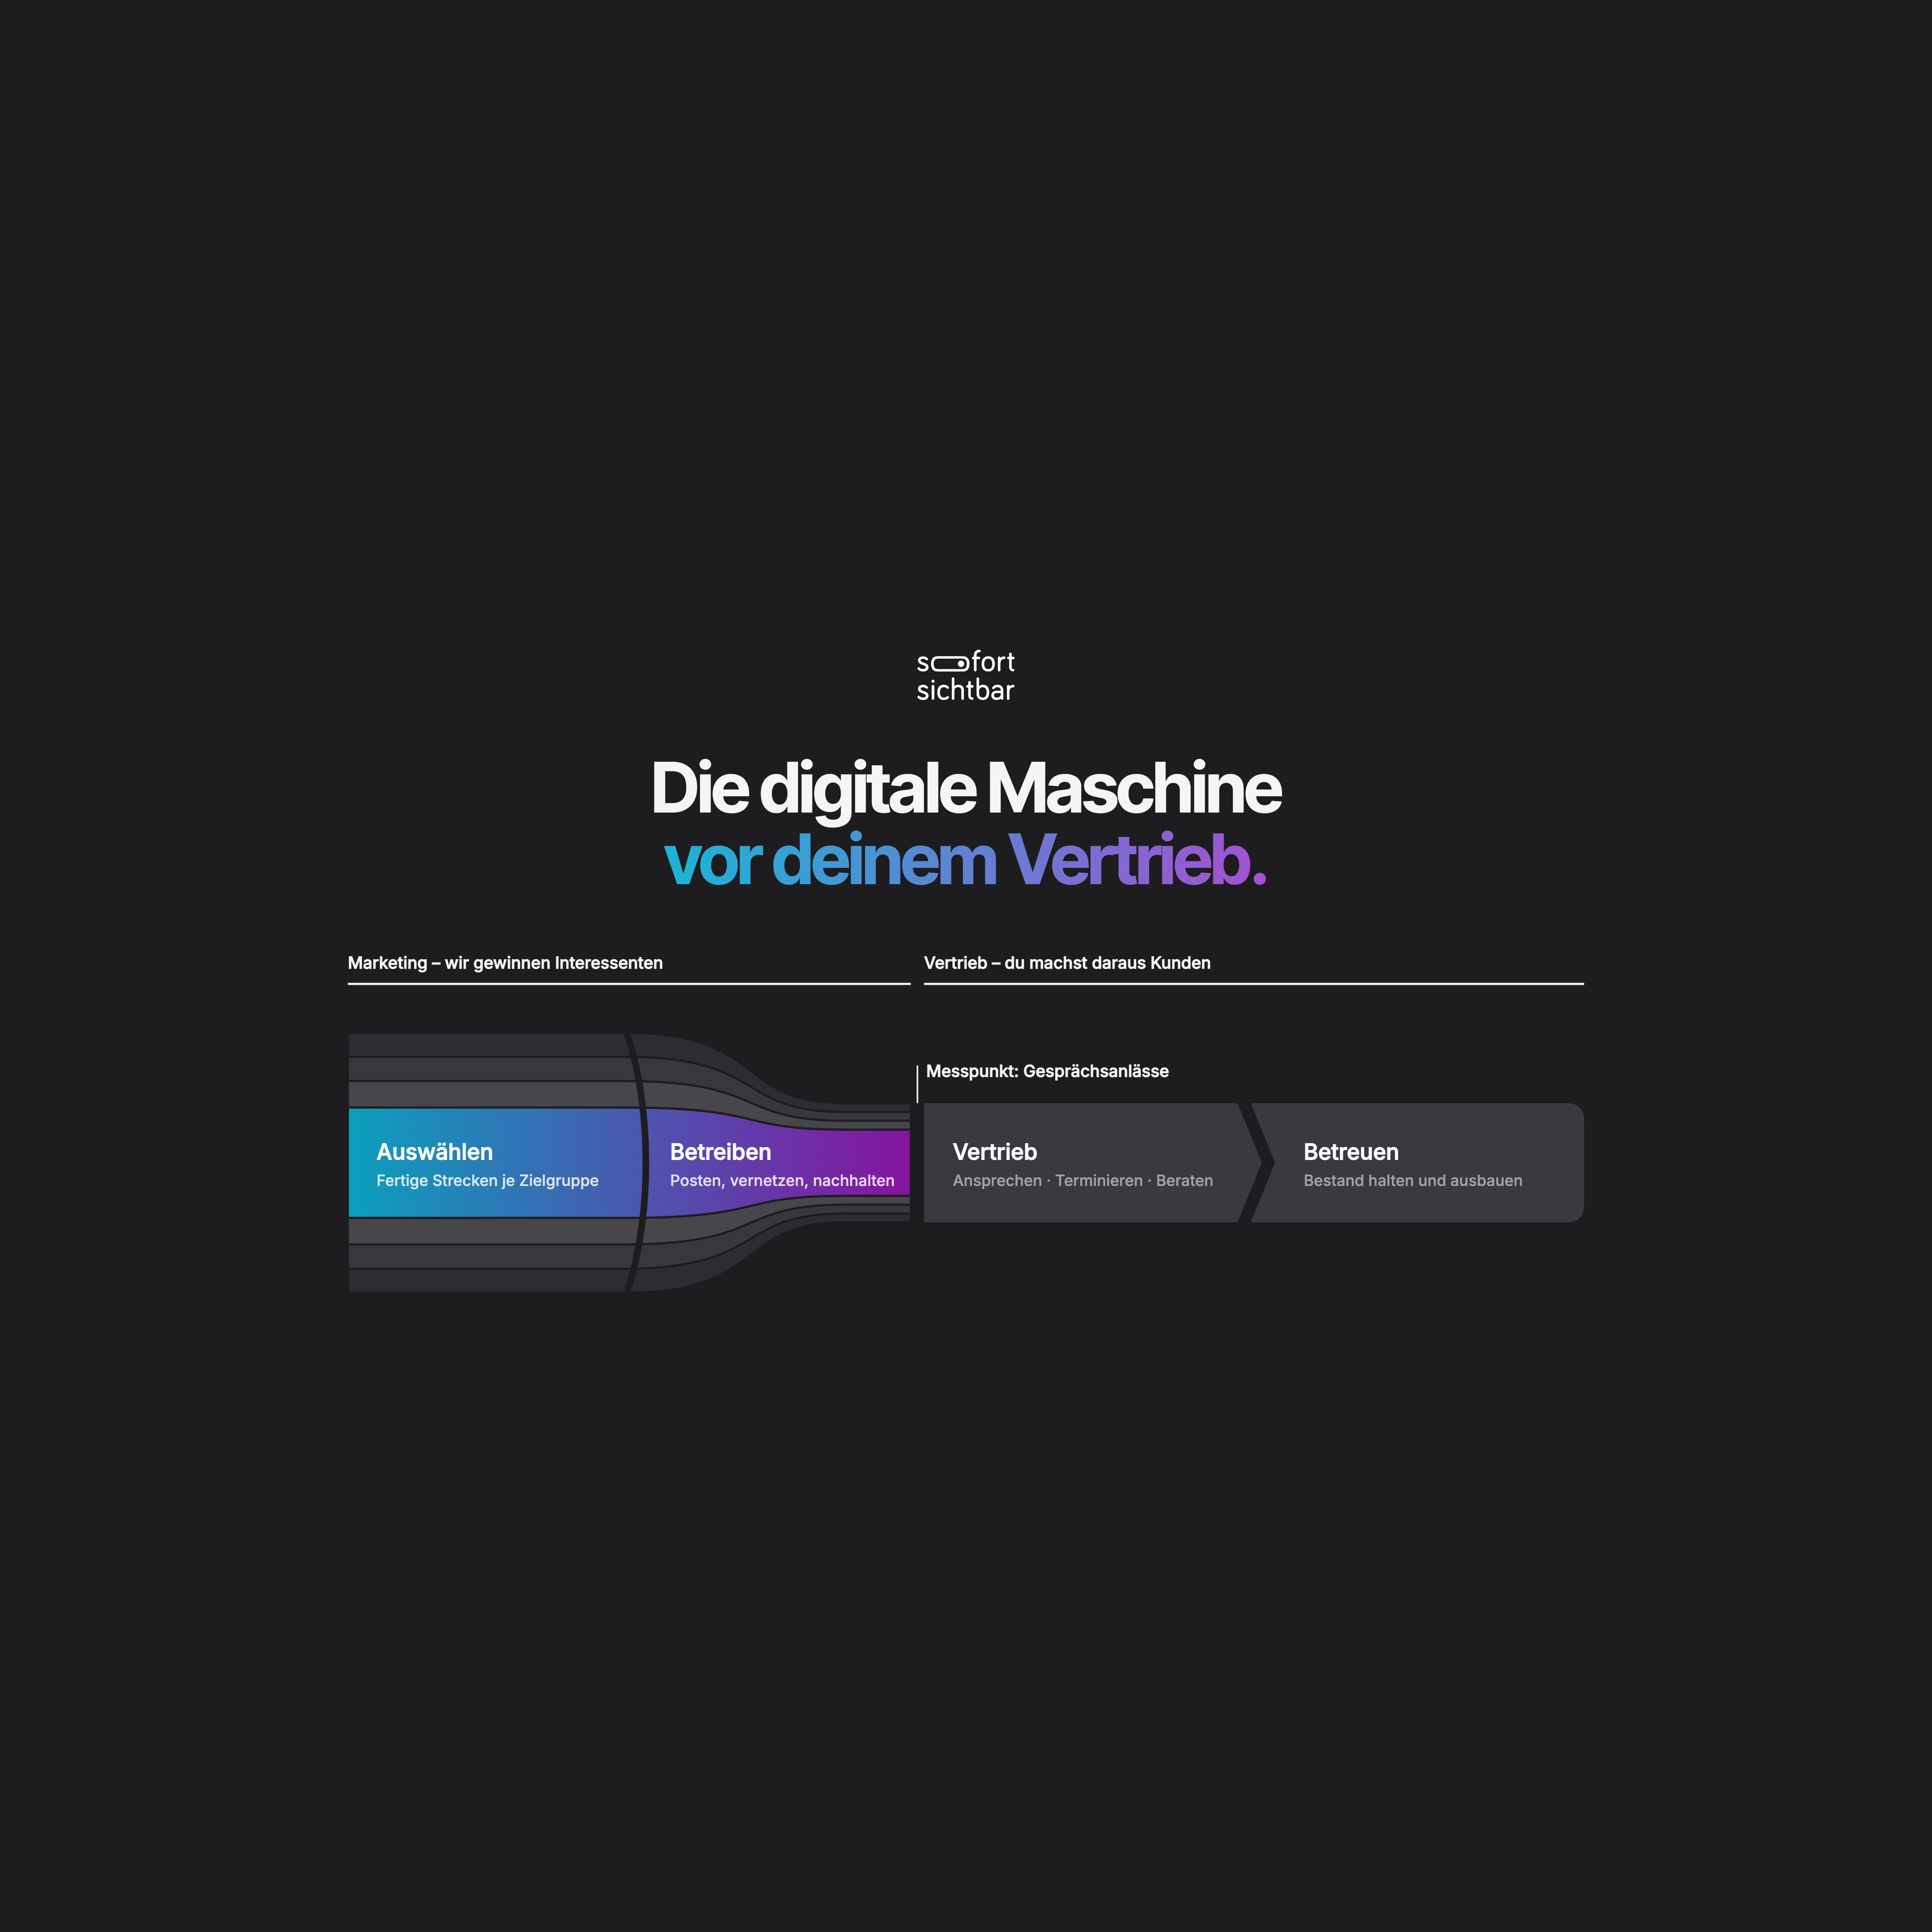 sofort
sichtbar
Die digitale Maschine
vor deinem Vertrieb.
Marketing – wir gewinnen Interessenten
Vertrieb – du machst daraus Kunden
Messpunkt: Gesprächsanlässe
Auswählen
Fertige Strecken je Zielgruppe
Betreiben
Posten, vernetzen, nachhalten
Vertrieb
Ansprechen · Terminieren · Beraten
Betreuen
Bestand halten und ausbauen